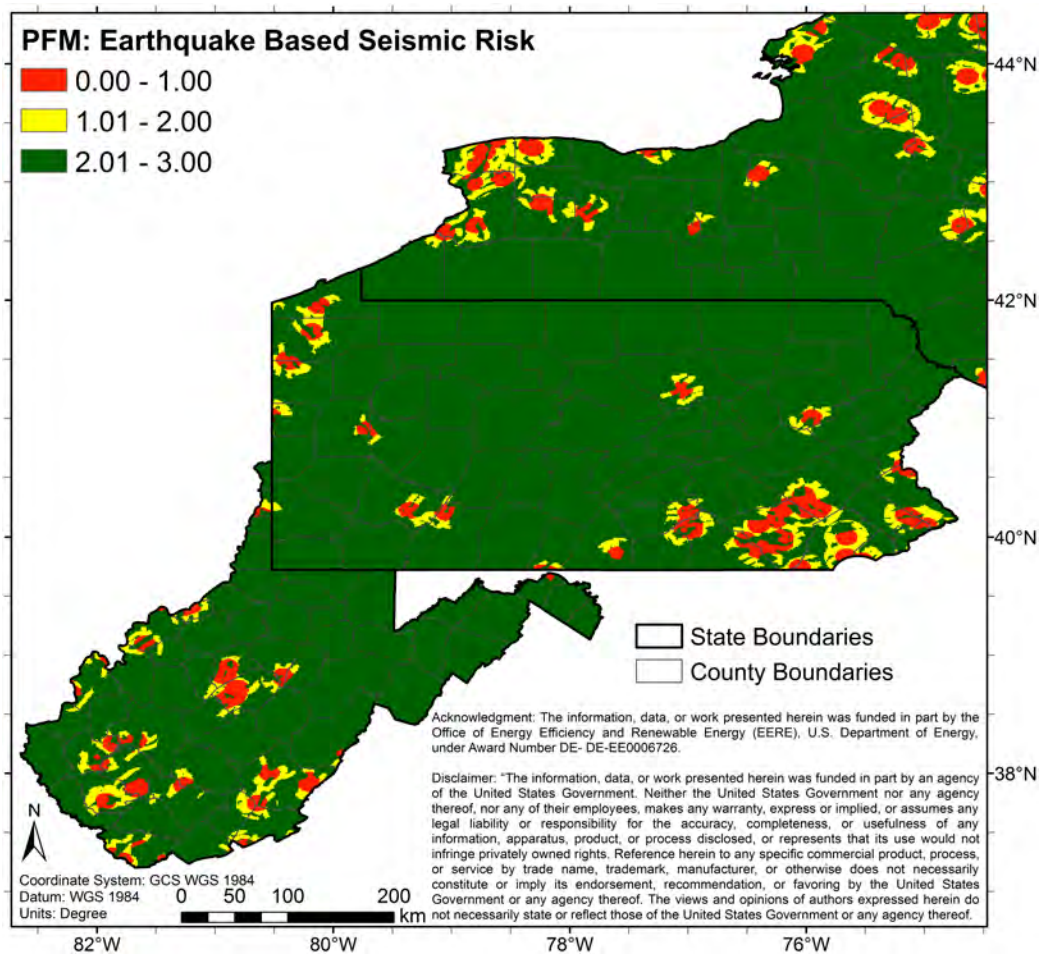 PFM: Earthquake Based Seismic Risk
0.00 - 1.00
1.01 - 2.00
2.01 - 3.00
44°N
42°N
40°N
38°N
State Boundaries
County Boundaries
Acknowledgment: The information, data, or work presented herein was funded in part by the
Office of Energy Efficiency and Renewable Energy (EERE), U.S. Department of Energy,
under Award Number DE- DE-EE0006726.
Disclaimer: “The information, data, or work presented herein was funded in part by an agency
of the United States Government. Neither the United States Government nor any agency
thereof, nor any of their employees, makes any warranty, express or implied, or assumes any
legal liability or responsibility for the accuracy, completeness, or usefulness of any
information, apparatus, product, or process disclosed, or represents that its use would not
infringe privately owned rights. Reference herein to any specific commercial product, process,
or service by trade name, trademark, manufacturer, or otherwise does not necessarily
constitute or imply its endorsement, recommendation, or favoring by the United States
Government or any agency thereof. The views and opinions of authors expressed herein do
not necessarily state or reflect those of the United States Government or any agency thereof.
N
Coordinate System: GCS WGS 1984
Datum: WGS 1984
Units: Degree
0 50 100 200
km
82°W 80°W 78°W 76°W